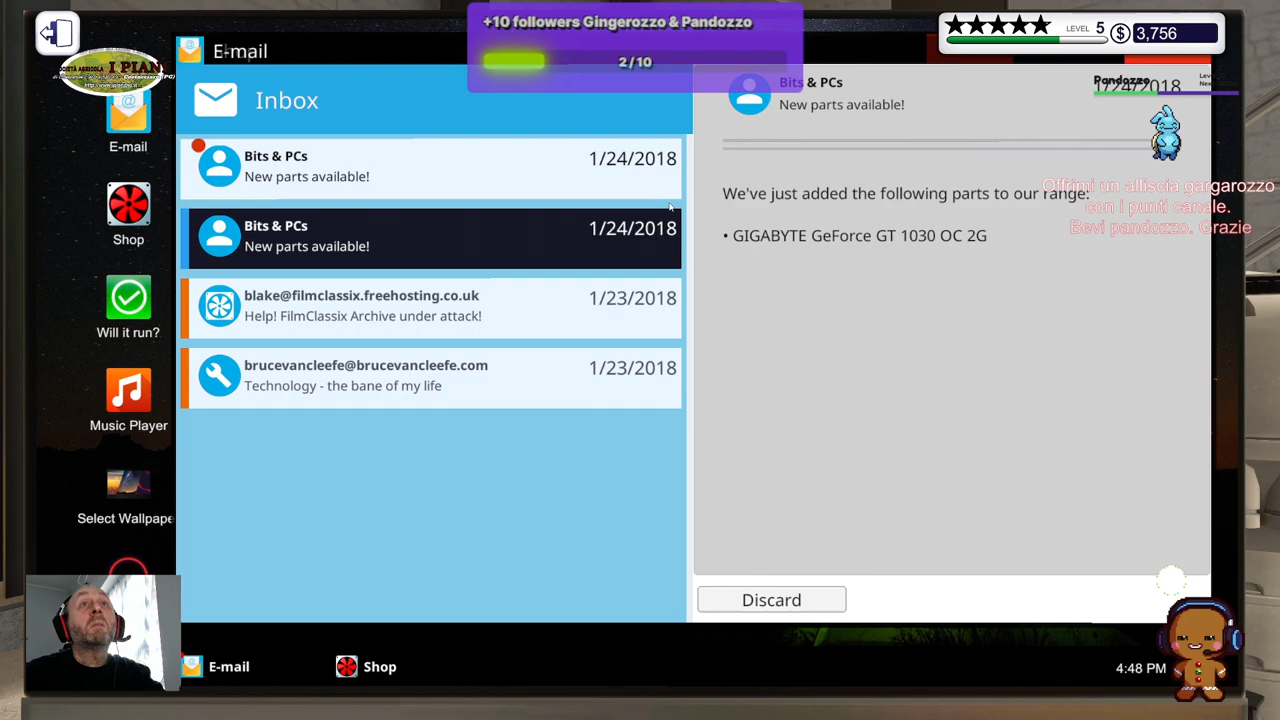 +10 followers Gingerozzo & Pandozzo
2/10
LEVEL 5
$ 3,756
E-mail
I PIANI
E-mail
Shop
Will it run?
Music Player
Select Wallpape
Inbox
Bits & PCs
1/24/2018
New parts available!
Bits & PCs
1/24/2018
New parts available!
blake@filmclassix.freehosting.co.uk
1/23/2018
Help! FilmClassix Archive under attack!
brucevancleefe@brucevancleefe.com
1/23/2018
Technology - the bane of my life
Bits & PCs
New parts available!
1/24/2018
Pandozzo
We've just added the following parts to our range:
• GIGABYTE GeForce GT 1030 OC 2G
Offrimi un alliscia gargarozzo
con i punti canale.
Bevi pandozzo. Grazie
Discard
E-mail
Shop
4:48 PM